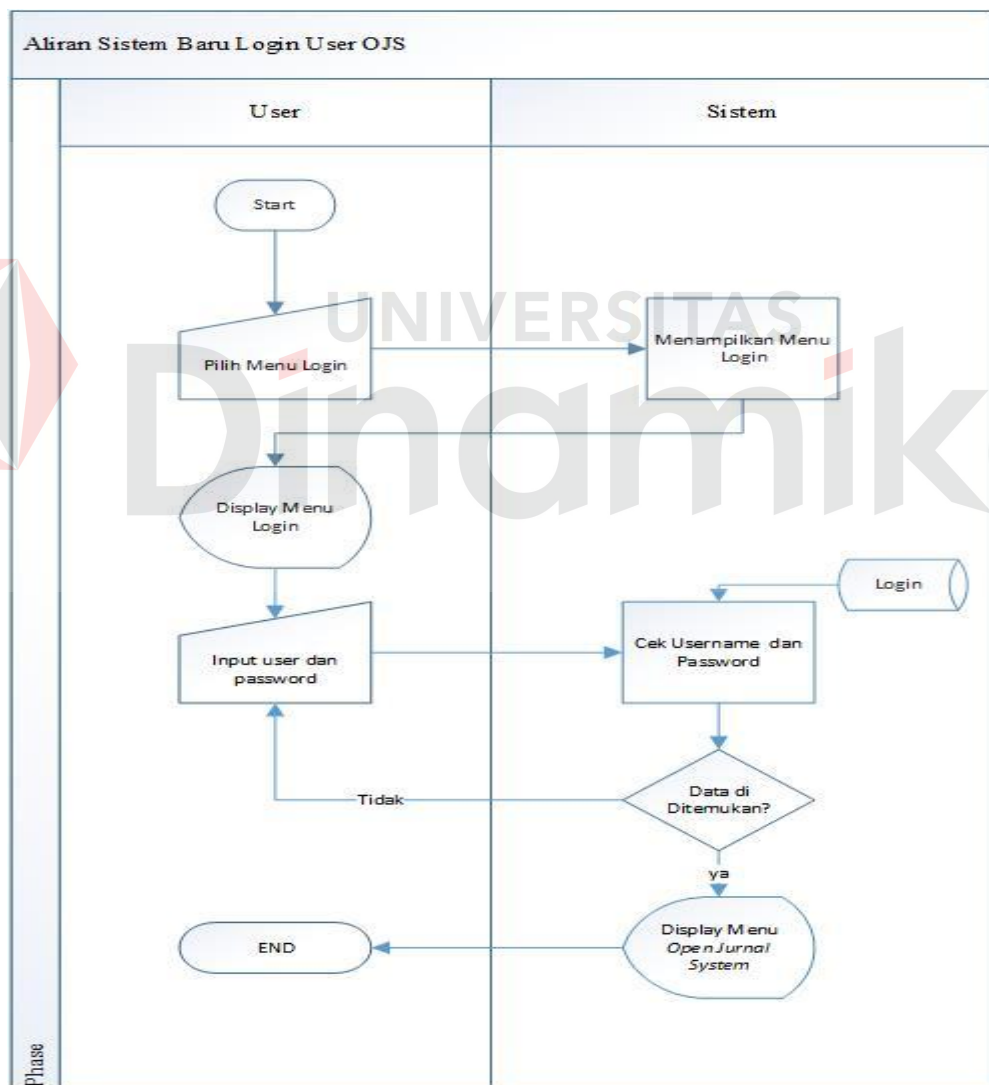 Aliran Sistem Baru Login User OJS
User
Sistem
Start
UNIVERSITAS
Dinamik
Pilih Menu Login
Menampilkan Menu
Login
Display Menu
Login
Login
Input user dan
password
Cek Username dan
Password
Data di
Ditemukan?
Tidak
ya
Display Menu
Open Jurnal
System
END
Phase